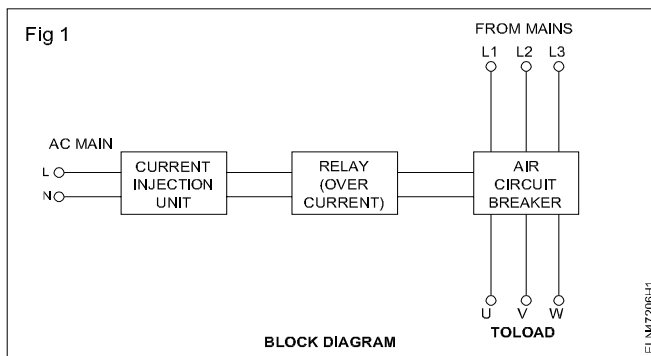 Fig 1
FROM MAINS
L1 L2 L3
AC MAIN
L
N
CURRENT
INJECTION
UNIT
RELAY
(OVER
CURRENT)
AIR
CIRCUIT
BREAKER
U V W
TOLOAD
BLOCK DIAGRAM
ELN47206H1